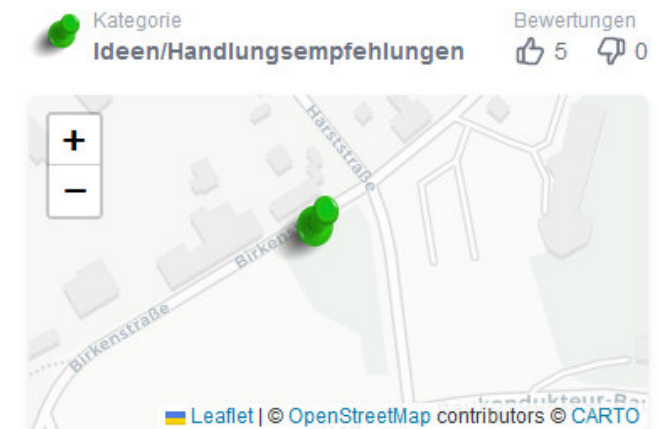 Kategorie
Ideen/Handlungsempfehlungen
Bewertungen
5 0
+
−
Harststraße
Birkenstraße
Leaflet | © OpenStreetMap contributors © CARTO